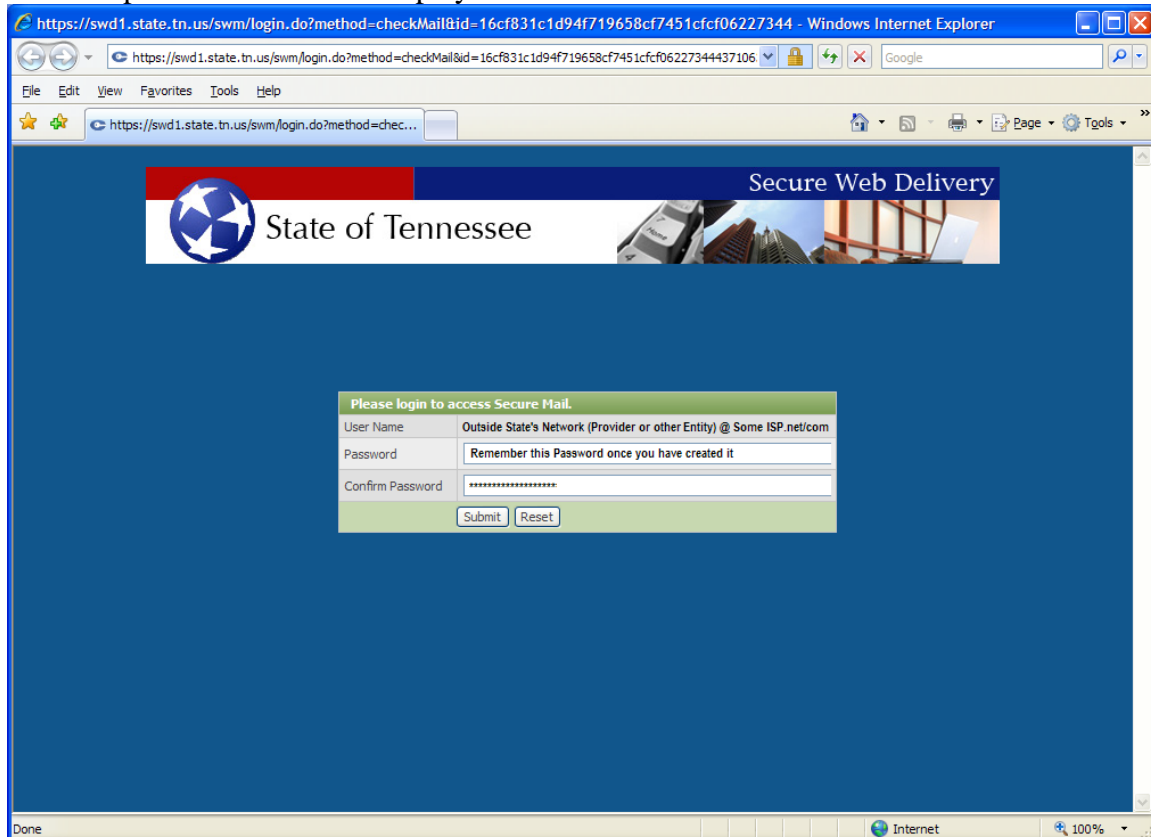 https://swd1.state.tn.us/swm/login.do?method=checkMail&id=16cf831c1d94f719658cf7451cfcf06227344 - Windows Internet Explorer
https://swd1.state.tn.us/swm/login.do?method=checkMail&id=16cf831c1d94f719658cf7451cfcf06227344437106 Google
File Edit View Favorites Tools Help
https://swd1.state.tn.us/swm/login.do?method=chec... Page Tools »
Secure Web Delivery
State of Tennessee
Home
Please login to access Secure Mail.
User Name Outside State's Network (Provider or other Entity) @ Some ISP.net/com
Password Remember this Password once you have created it
Confirm Password *******************
Submit Reset
Done Internet 100%